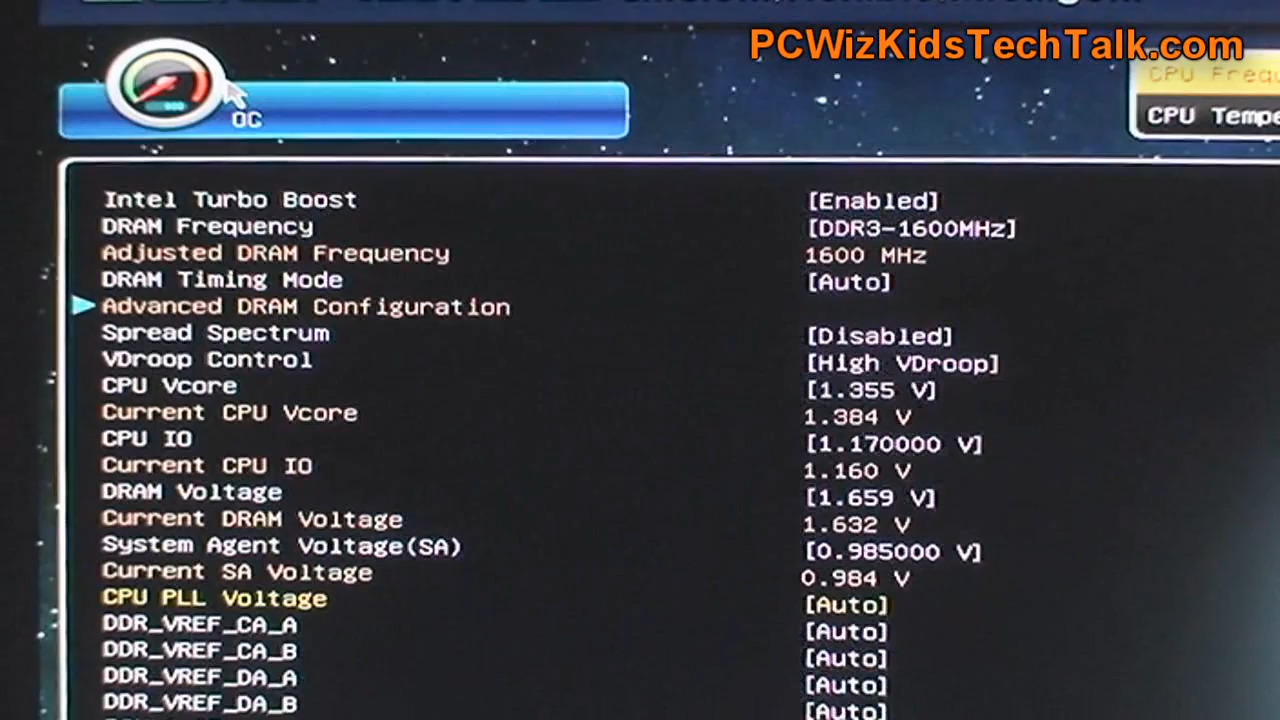 PCWizKidsTechTalk.com
OC
CPU
CPU
Intel Turbo Boost [Enabled]
DRAM Frequency [DDR3-1600MHz]
Adjusted DRAM Frequency 1600 MHz
DRAM Timing Mode [Auto]
Advanced DRAM Configuration
Spread Spectrum [Disabled]
VDroop Control [High VDroop]
CPU Vcore [1.355 V]
Current CPU Vcore 1.384 V
CPU IO [1.170000 V]
Current CPU IO 1.160 V
DRAM Voltage [1.659 V]
Current DRAM Voltage 1.632 V
System Agent Voltage(SA) [0.985000 V]
Current SA Voltage 0.984 V
CPU PLL Voltage [Auto]
DDR_VREF_CA_A [Auto]
DDR_VREF_CA_B [Auto]
DDR_VREF_DA_A [Auto]
DDR_VREF_DA_B [Auto]